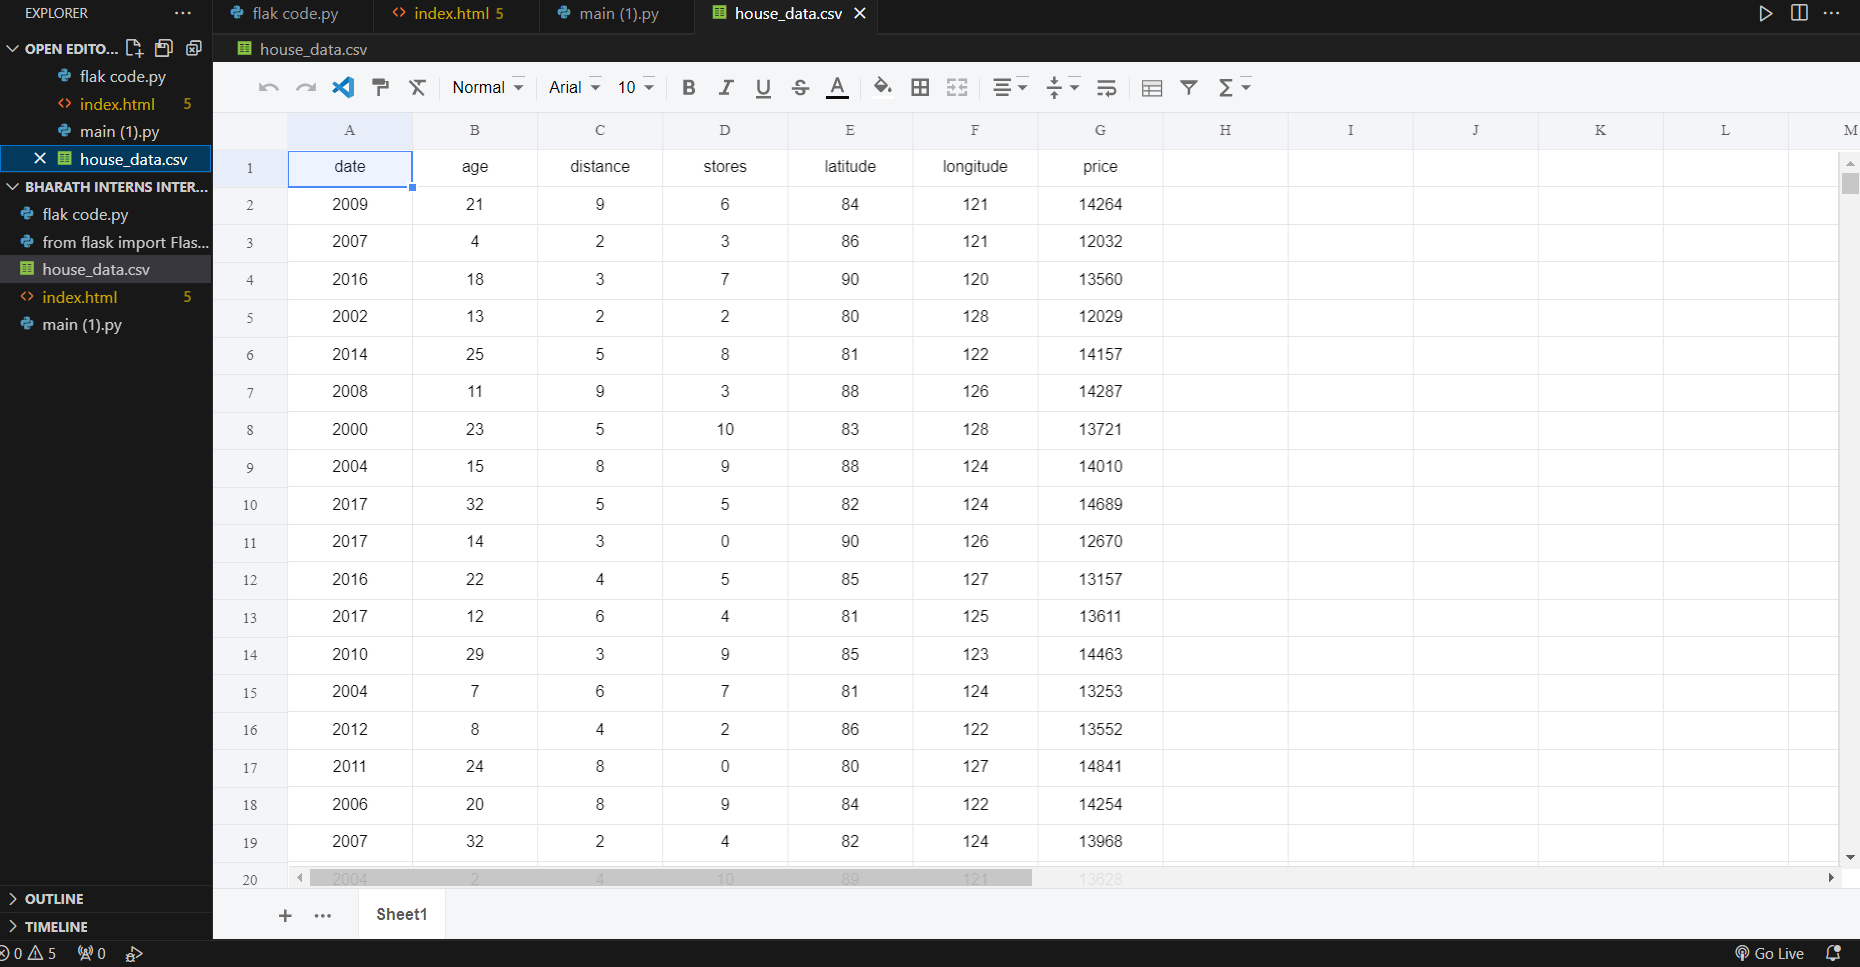 EXPLORER
flak code.py
index.html 5
main (1).py
house_data.csv
OPEN EDITO...
flak code.py
index.html 5
main (1).py
house_data.csv
BHARATH INTERNS INTER...
flak code.py
from flask import Flas...
house_data.csv
index.html 5
main (1).py
OUTLINE
TIMELINE
house_data.csv
Normal Arial 10 B I U S A Σ
A B C D E F G H I J K L M
1 date age distance stores latitude longitude price
2 2009 21 9 6 84 121 14264
3 2007 4 2 3 86 121 12032
4 2016 18 3 7 90 120 13560
5 2002 13 2 2 80 128 12029
6 2014 25 5 8 81 122 14157
7 2008 11 9 3 88 126 14287
8 2000 23 5 10 83 128 13721
9 2004 15 8 9 88 124 14010
10 2017 32 5 5 82 124 14689
11 2017 14 3 0 90 126 12670
12 2016 22 4 5 85 127 13157
13 2017 12 6 4 81 125 13611
14 2010 29 3 9 85 123 14463
15 2004 7 6 7 81 124 13253
16 2012 8 4 2 86 122 13552
17 2011 24 8 0 80 127 14841
18 2006 20 8 9 84 122 14254
19 2007 32 2 4 82 124 13968
20 2004 2 4 10 89 121 13628
Sheet1
0 5 0 Go Live